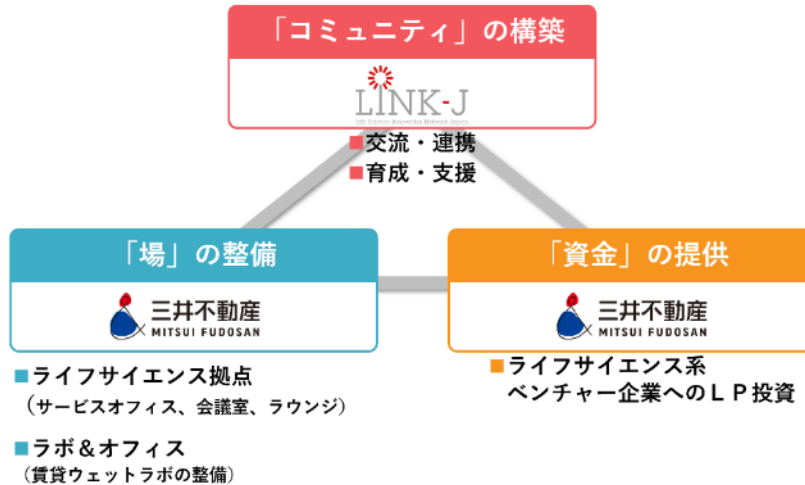 「コミュニティ」の構築
LINK-J
Life Science Innovation Network Japan
■交流・連携
■育成・支援
「場」の整備
三井不動産
MITSUI FUDOSAN
■ライフサイエンス拠点
（サービスオフィス、会議室、ラウンジ）
■ラボ＆オフィス
（賃貸ウェットラボの整備）
「資金」の提供
三井不動産
MITSUI FUDOSAN
■ライフサイエンス系
ベンチャー企業へのＬＰ投資